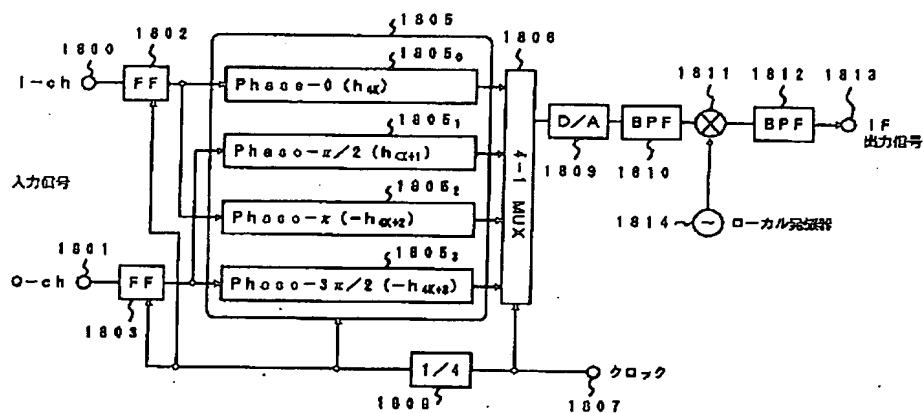 1805
1802
1800
1805₀
1806
1811
1812
1813
I-ch
FF
Phase-0 (h₄ₖ)
1805₁
D/A
BPF
BPF
IF
出力信号
Phase-π/2 (h₄ₖ₊₁)
1809
1810
入力信号
1805₂
4-1 MUX
Phase-π (-h₄ₖ₊₂)
1814
~
ローカル発振器
1801
1805₃
Q-ch
FF
Phase-3π/2 (-h₄ₖ₊₃)
1803
1/4
クロック
1808
1807